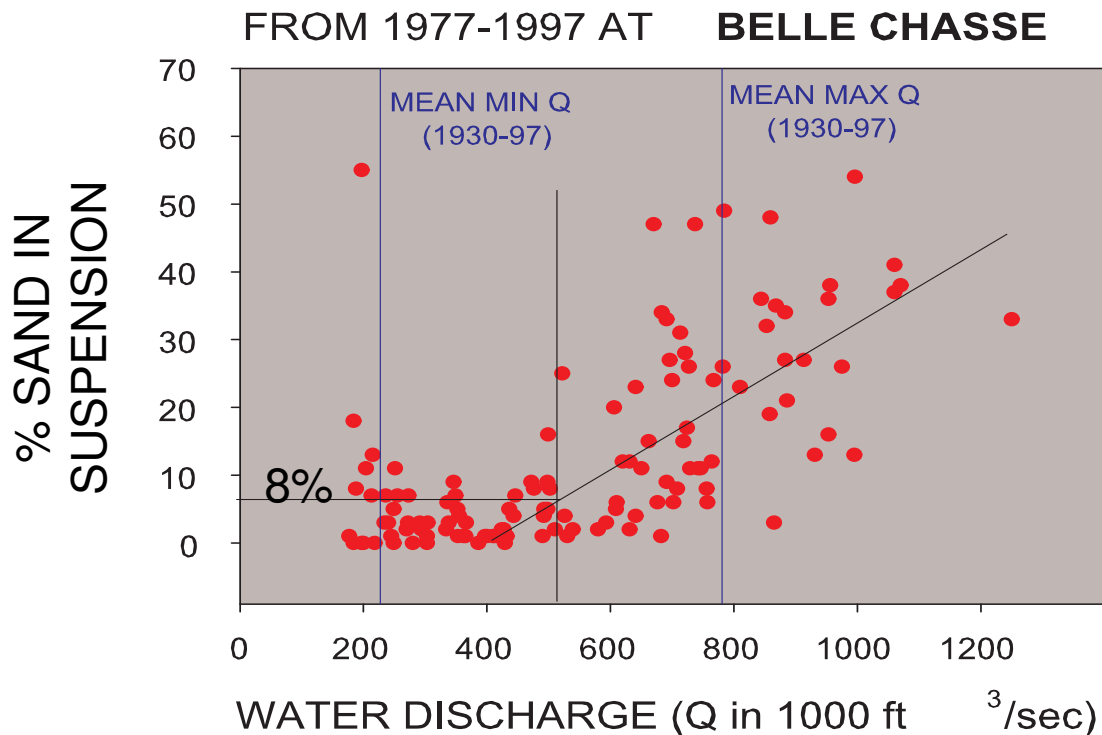 FROM 1977-1997 AT BELLE CHASSE
70
60
50
40
30
20
10
0
% SAND IN
SUSPENSION
MEAN MIN Q
(1930-97)
MEAN MAX Q
(1930-97)
8%
0 200 400 600 800 1000 1200
WATER DISCHARGE (Q in 1000 ft ³/sec)